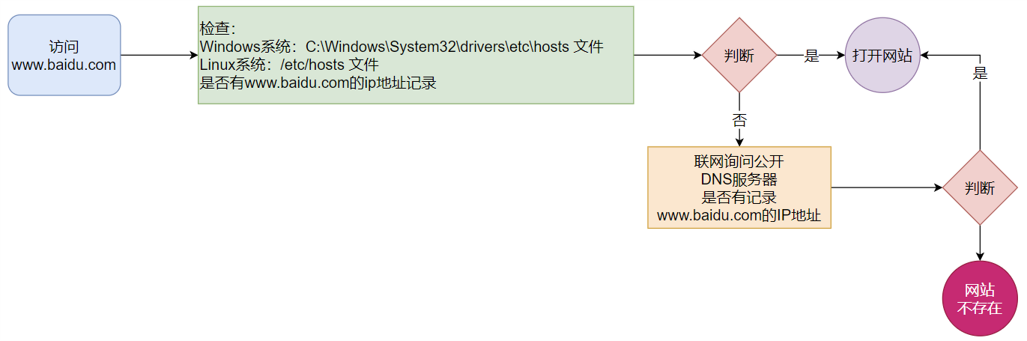 访问
www.baidu.com
检查：
Windows系统：C:\Windows\System32\drivers\etc\hosts 文件
Linux系统：/etc/hosts 文件
是否有www.baidu.com的ip地址记录
判断
是
打开网站
否
是
联网询问公开
DNS服务器
是否有记录
www.baidu.com的IP地址
判断
网站
不存在